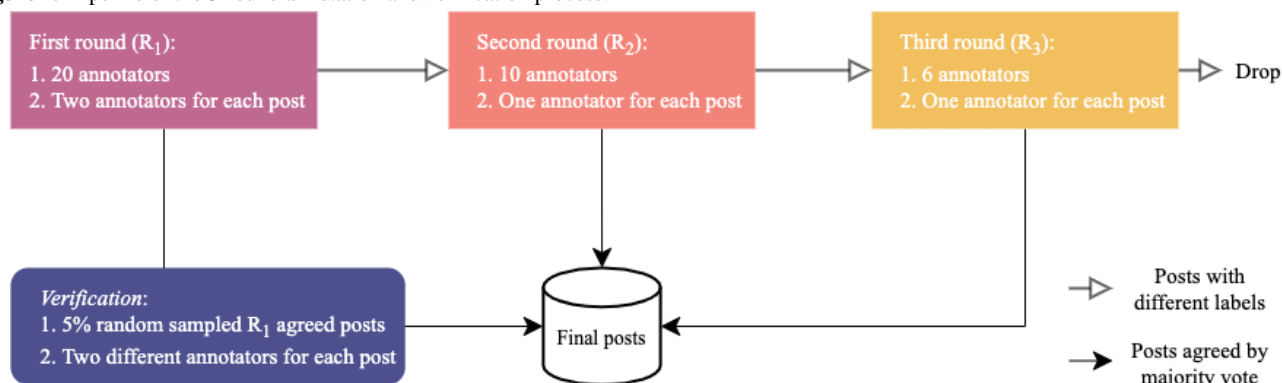 First round (R1):
1. 20 annotators
2. Two annotators for each post
Second round (R2):
1. 10 annotators
2. One annotator for each post
Third round (R3):
1. 6 annotators
2. One annotator for each post
Drop
Verification:
1. 5% random sampled R1 agreed posts
2. Two different annotators for each post
Final posts
Posts with
different labels
Posts agreed by
majority vote